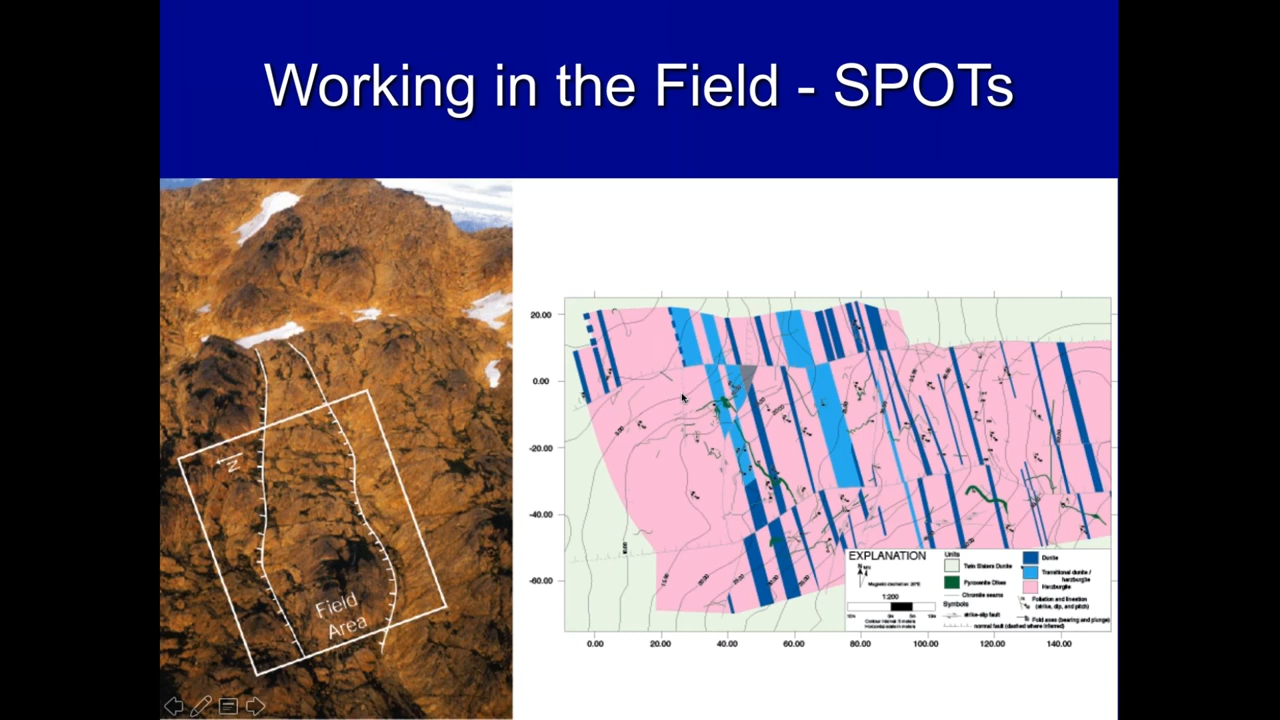 Working in the Field - SPOTs
N
Field
Area
20.00
0.00
-20.00
-40.00
-60.00
0.00
20.00
40.00
60.00
80.00
100.00
120.00
140.00
EXPLANATION
1:200
Units
Twin Sisters Dunite
Pyroxenite Dikes
Chromite seams
Dunite
Transitional dunite /
harzburgite
Harzburgite
Symbols
strike-slip fault
normal fault (dashed where inferred)
Foliation and lineation
(strike, dip, and pitch)
Fold axes (bearing and plunge)